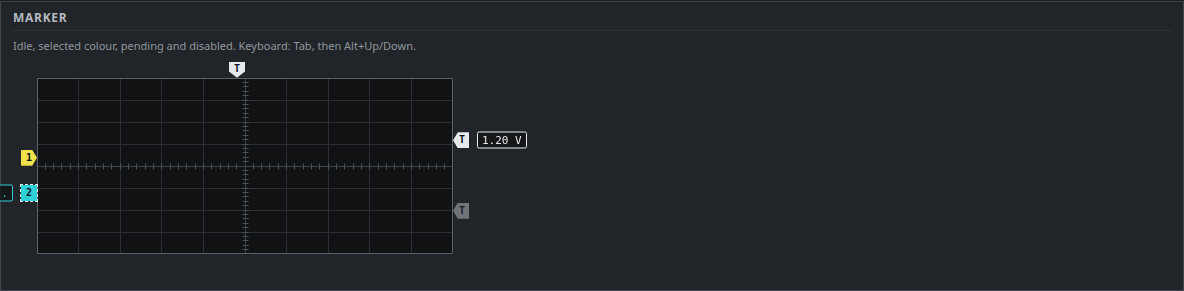 MARKER
Idle, selected colour, pending and disabled. Keyboard: Tab, then Alt+Up/Down.
T
T 1.20 V
1
. 2
T